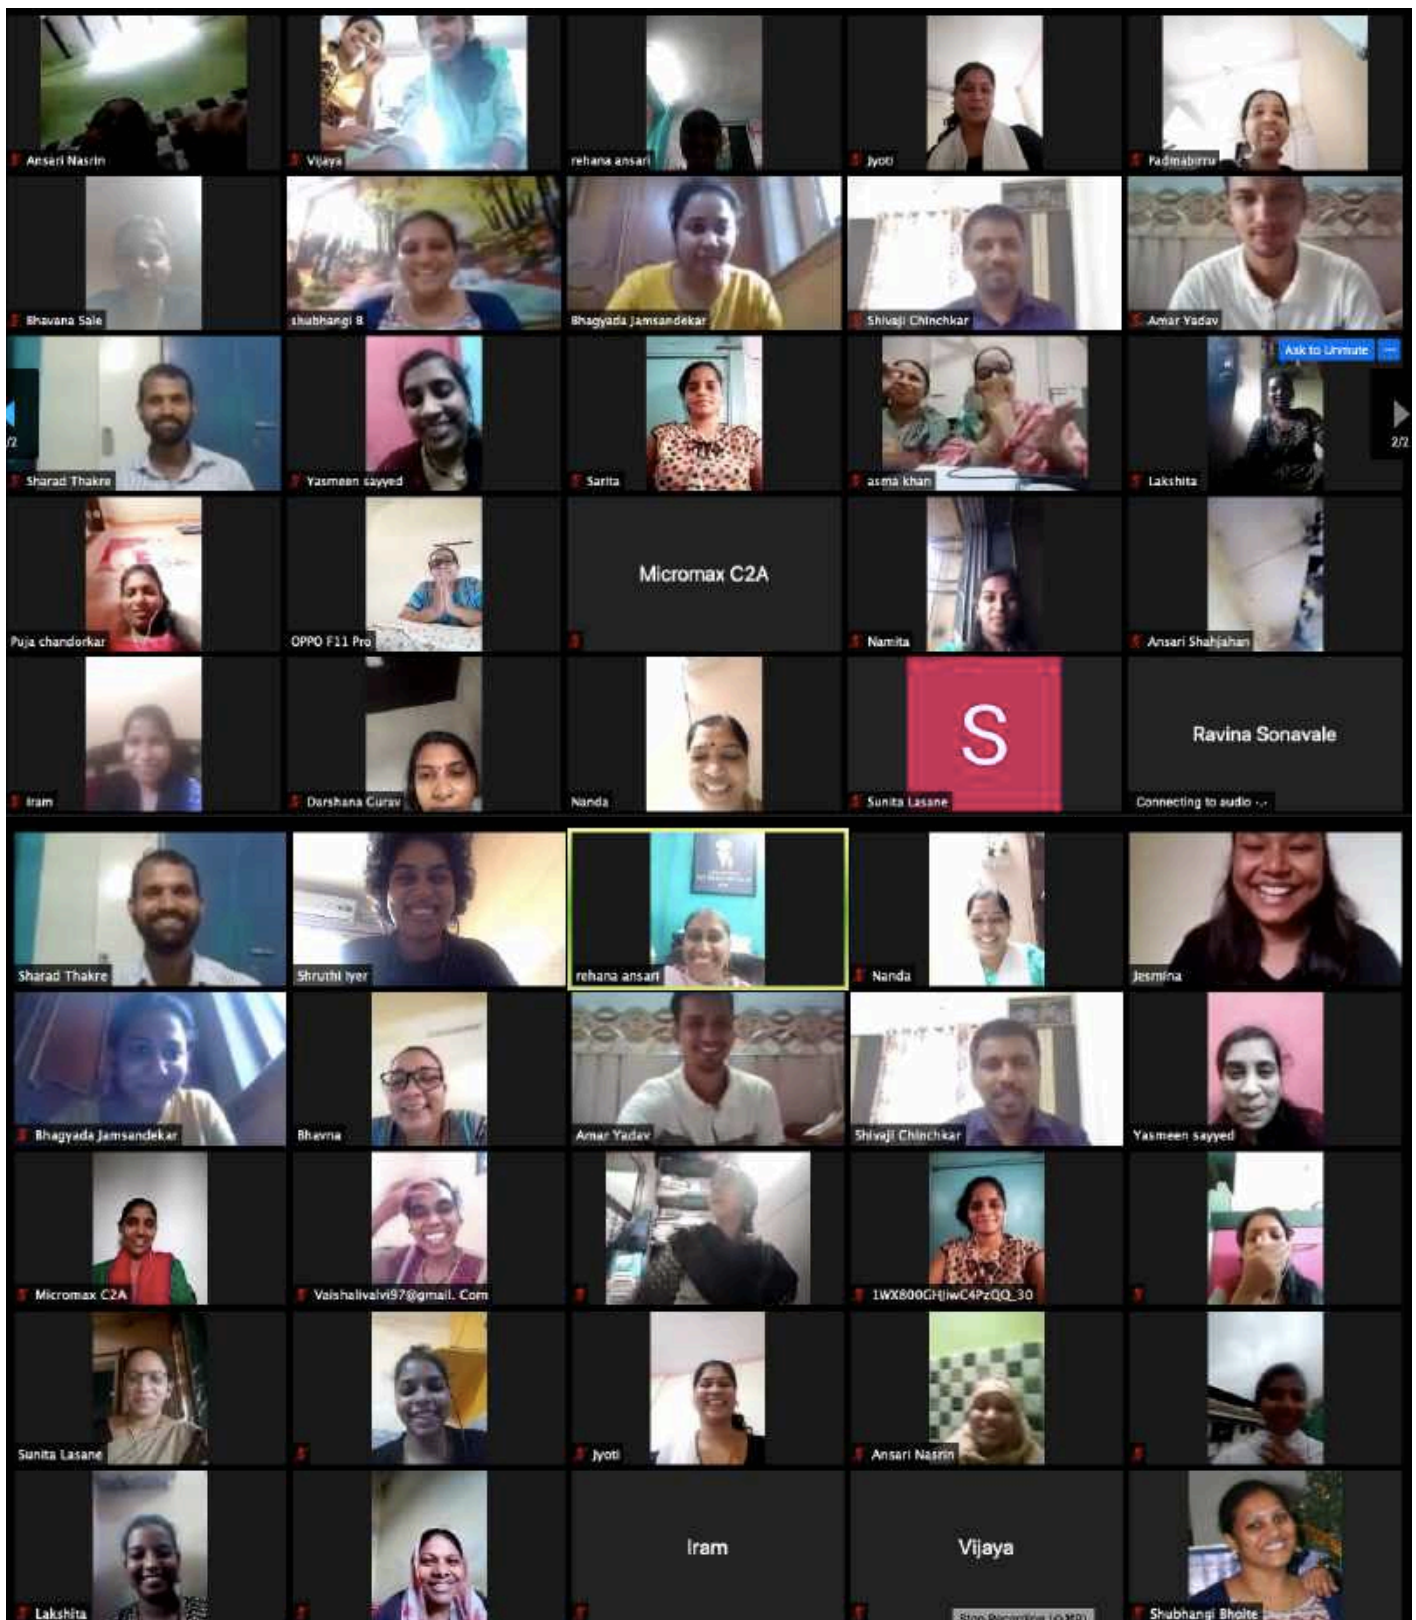 Ansari Nasrin
Vijaya
rehana ansari
Jyoti
Padmabirru
Bhavana Sale
shubhangi B
Bhagyada Jamsandekar
Shivaji Chinchkar
Amar Yadav
Ask to Unmute
Sharad Thakre
Yasmeen sayyed
Sarita
asma khan
Lakshita
/2
2/2
Puja chandorkar
OPPO F11 Pro
Micromax C2A
Namita
Ansari Shahjahan
Iram
Darshana Gurav
Nanda
S
Sunita Lasane
Ravina Sonavale
Connecting to audio
Sharad Thakre
Shruthi Iyer
rehana ansari
Nanda
Jesmina
Bhagyada Jamsandekar
Bhavna
Amar Yadav
Shivaji Chinchkar
Yasmeen sayyed
Micromax C2A
Vaishalivalvi97@gmail. Com
Sunita Lasane
Jyoti
Ansari Nasrin
Lakshita
Iram
Vijaya
Shubhangi Bhoite